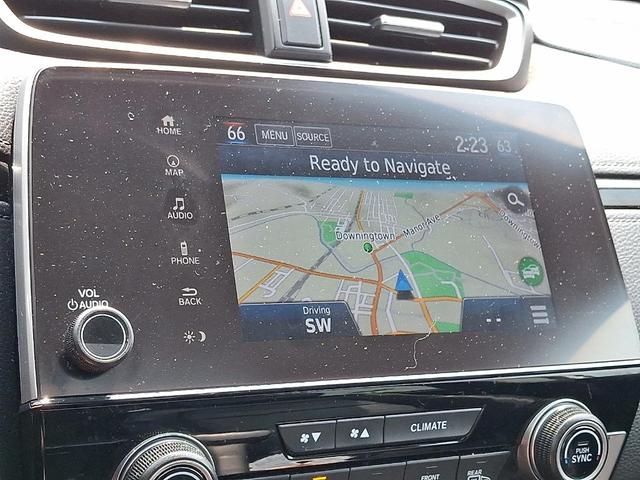 HOME
MAP
AUDIO
PHONE
BACK
VOL
AUDIO
66 MENU SOURCE 2:23 63
Ready to Navigate
Downingtown
Manor Ave
Driving
SW
--
CLIMATE
FRONT
REAR
PUSH
SYNC